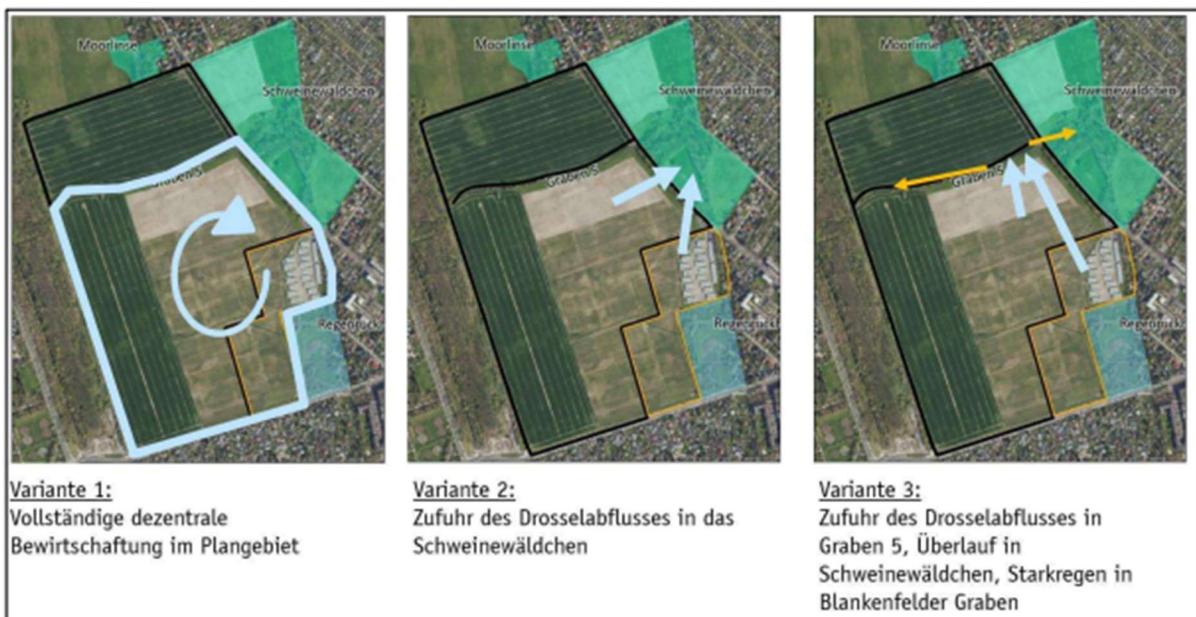 Moorlinse
Schweinewäldchen
Graben 5
Moorlinse
Schweinewäldchen
Graben 5
Moorlinse
Schweinewäldchen
Graben 5
Variante 1:
Vollständige dezentrale
Bewirtschaftung im Plangebiet
Variante 2:
Zufuhr des Drosselabflusses in das
Schweinewäldchen
Variante 3:
Zufuhr des Drosselabflusses in
Graben 5, Überlauf in
Schweinewäldchen, Starkregen in
Blankenfelder Graben